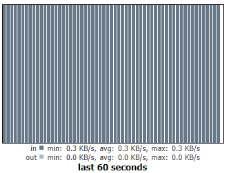 in min: 0.3 KB/s, avg: 0.3 KB/s, max: 0.3 KB/s
out min: 0.0 KB/s, avg: 0.0 KB/s, max: 0.0 KB/s
last 60 seconds